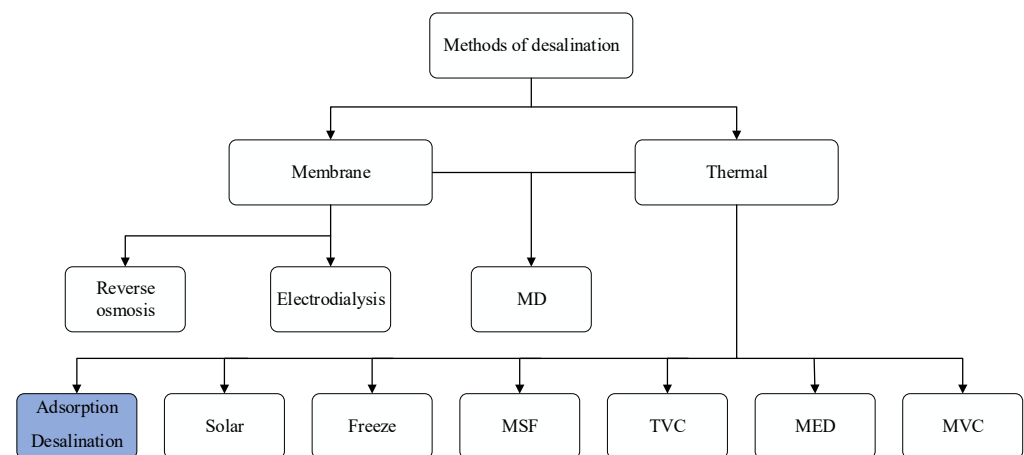 Methods of desalination
Membrane
Thermal
Reverse
osmosis
Electrodialysis
MD
Adsorption
Desalination
Solar
Freeze
MSF
TVC
MED
MVC